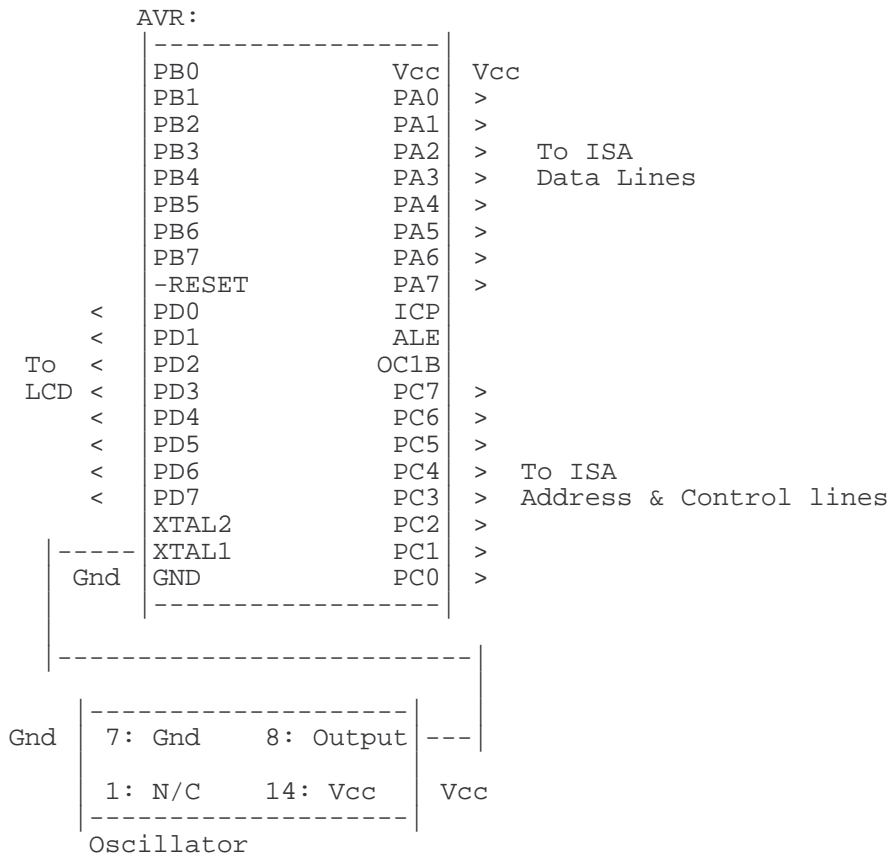 AVR:
|------------------|
|PB0 Vcc| Vcc
|PB1 PA0| >
|PB2 PA1| >
|PB3 PA2| > To ISA
|PB4 PA3| > Data Lines
|PB5 PA4| >
|PB6 PA5| >
|PB7 PA6| >
|-RESET PA7| >
< |PD0 ICP|
< |PD1 ALE|
To < |PD2 OC1B|
LCD < |PD3 PC7| >
< |PD4 PC6| >
< |PD5 PC5| >
< |PD6 PC4| > To ISA
< |PD7 PC3| > Address & Control lines
|XTAL2 PC2| >
|-----|XTAL1 PC1| >
| Gnd |GND PC0| >
| |------------------|
|
|--------------------------|
|--------------------| |
Gnd | 7: Gnd 8: Output|---|
| |
| 1: N/C 14: Vcc | Vcc
|--------------------|
Oscillator